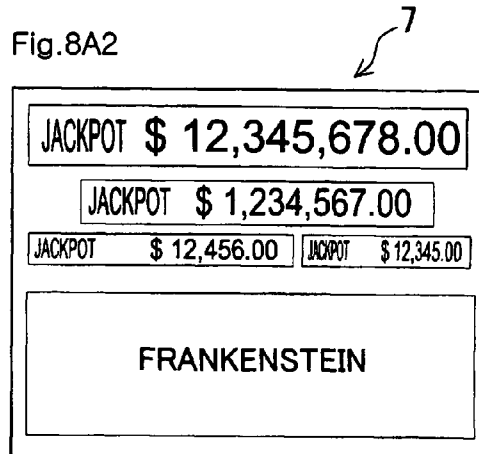 Fig.8A2
7
JACKPOT $ 12,345,678.00
JACKPOT $ 1,234,567.00
JACKPOT $ 12,456.00 JACKPOT $ 12,345.00
FRANKENSTEIN